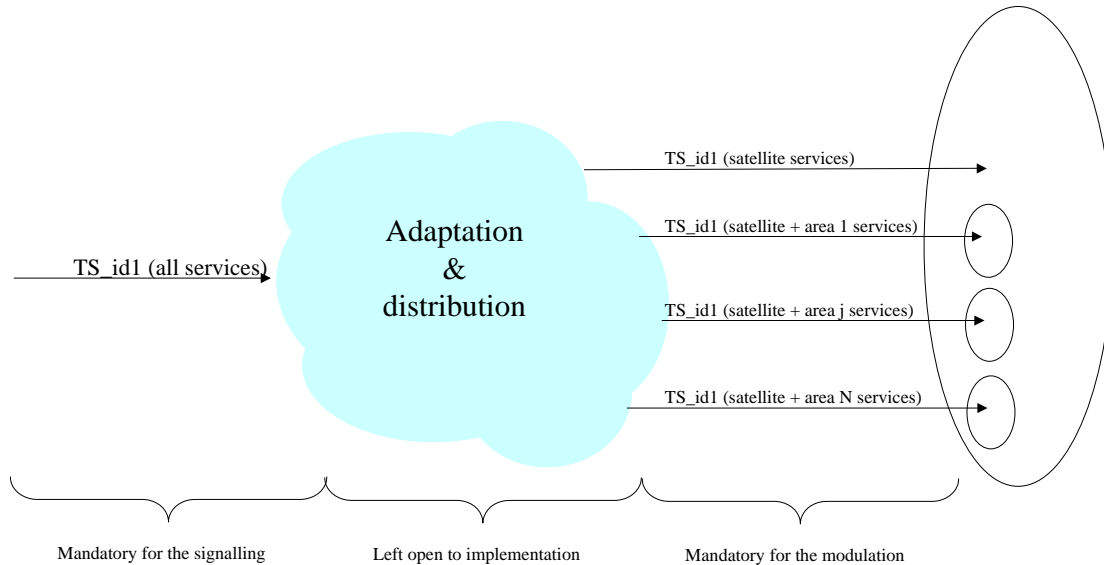 TS_id1 (satellite services)
TS_id1 (satellite + area 1 services)
Adaptation
&
distribution
TS_id1 (all services)
TS_id1 (satellite + area j services)
TS_id1 (satellite + area N services)
Mandatory for the signalling
Left open to implementation
Mandatory for the modulation